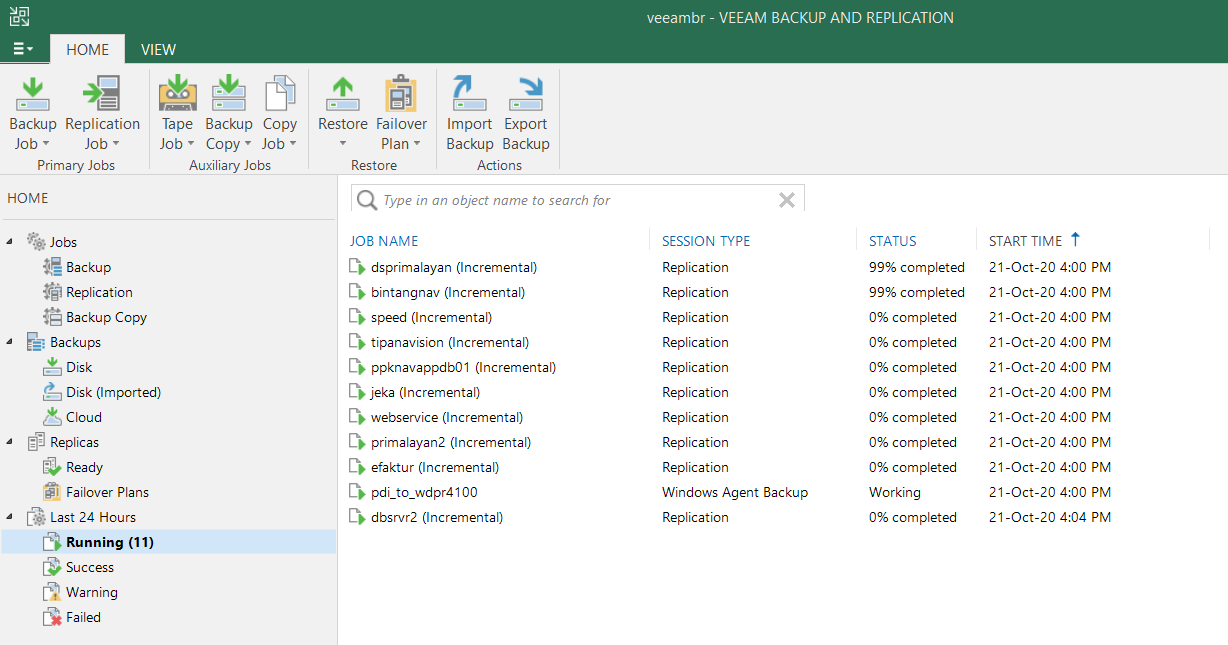 veeambr - VEEAM BACKUP AND REPLICATION
HOME VIEW
Backup Job
Replication Job
Primary Jobs
Tape Job
Backup Copy
Copy Job
Auxiliary Jobs
Restore
Failover Plan
Restore
Import Backup
Export Backup
Actions
HOME
Jobs
Backup
Replication
Backup Copy
Backups
Disk
Disk (Imported)
Cloud
Replicas
Ready
Failover Plans
Last 24 Hours
Running (11)
Success
Warning
Failed
Type in an object name to search for
JOB NAME SESSION TYPE STATUS START TIME
dsprimalayan (Incremental) Replication 99% completed 21-Oct-20 4:00 PM
bintangnav (Incremental) Replication 99% completed 21-Oct-20 4:00 PM
speed (Incremental) Replication 0% completed 21-Oct-20 4:00 PM
tipanavision (Incremental) Replication 0% completed 21-Oct-20 4:00 PM
ppknavappdb01 (Incremental) Replication 0% completed 21-Oct-20 4:00 PM
jeka (Incremental) Replication 0% completed 21-Oct-20 4:00 PM
webservice (Incremental) Replication 0% completed 21-Oct-20 4:00 PM
primalayan2 (Incremental) Replication 0% completed 21-Oct-20 4:00 PM
efaktur (Incremental) Replication 0% completed 21-Oct-20 4:00 PM
pdi_to_wdpr4100 Windows Agent Backup Working 21-Oct-20 4:00 PM
dbsrvr2 (Incremental) Replication 0% completed 21-Oct-20 4:04 PM